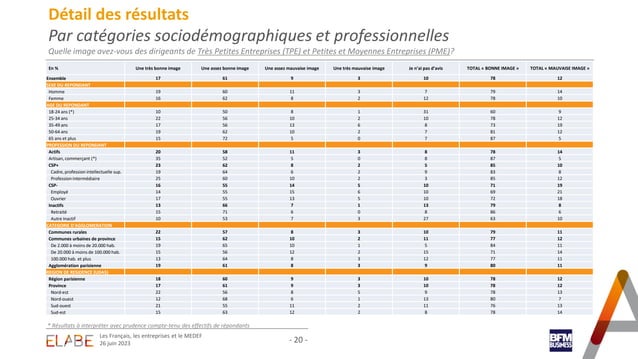 Détail des résultats
Par catégories sociodémographiques et professionnelles
Quelle image avez-vous des dirigeants de Très Petites Entreprises (TPE) et Petites et Moyennes Entreprises (PME)?
En % Une très bonne image Une assez bonne image Une assez mauvaise image Une très mauvaise image Je n'ai pas d'avis TOTAL « BONNE IMAGE » TOTAL « MAUVAISE IMAGE »
Ensemble 17 61 9 3 10 78 12
SEXE DU REPONDANT
Homme 19 60 11 3 7 79 14
Femme 16 62 8 2 12 78 10
AGE DU REPONDANT
18-24 ans (*) 10 50 8 1 31 60 9
25-34 ans 22 56 10 2 10 78 12
35-49 ans 17 56 13 6 8 73 19
50-64 ans 19 62 10 2 7 81 12
65 ans et plus 15 72 5 0 7 87 5
PROFESSION DU REPONDANT
Actifs 20 58 11 3 8 78 14
Artisan, commerçant (*) 35 52 5 0 8 87 5
CSP+ 23 62 8 2 5 85 10
Cadre, profession intellectuelle sup. 19 64 6 2 9 83 8
Profession intermédiaire 25 60 10 2 3 85 12
CSP- 16 55 14 5 10 71 19
Employé 14 55 15 6 10 69 21
Ouvrier 17 55 13 5 10 72 18
Inactifs 13 66 7 1 13 79 8
Retraité 15 71 6 0 8 86 6
Autre inactif 10 53 7 3 27 63 10
CATEGORIE D'AGGLOMERATION
Communes rurales 22 57 8 3 10 79 11
Communes urbaines de province 15 62 10 2 11 77 12
De 2.000 à moins de 20.000 hab. 19 65 10 1 5 84 11
De 20.000 à moins de 100.000 hab. 15 56 12 2 15 71 14
100.000 hab. et plus 13 64 8 3 12 77 11
Agglomération parisienne 19 61 8 3 9 80 11
REGION DE RESIDENCE (UDA5)
Région parisienne 18 60 9 3 10 78 12
Province 17 61 9 3 10 78 12
Nord-est 22 56 8 5 9 78 13
Nord-ouest 12 68 6 1 13 80 7
Sud-ouest 21 55 11 2 11 76 13
Sud-est 15 63 12 2 8 78 14
* Résultats à interpréter avec prudence compte-tenu des effectifs de répondants
ELABE
Les Français, les entreprises et le MEDEF
26 juin 2023
- 20 -
BFM
BUSINESS